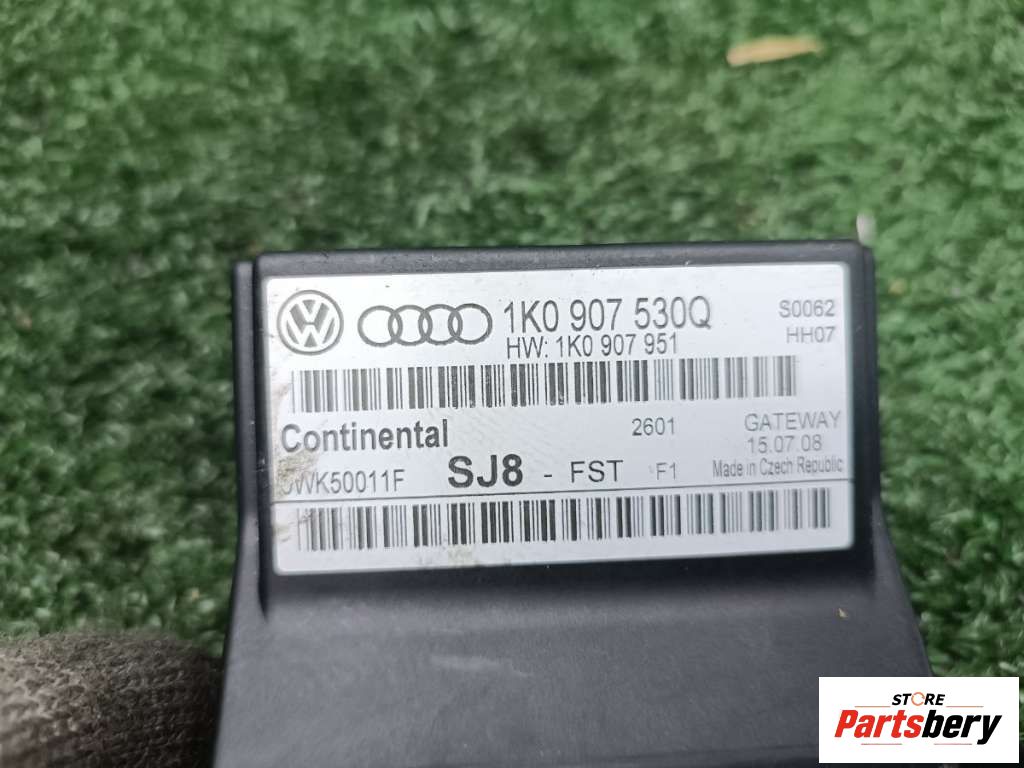 1K0 907 530Q S0062
HW: 1K0 907 951 HH07
Continental 2601 GATEWAY
15.07.08
WK50011F SJ8 - FST F1 Made in Czech Republic
STORE
Partsbery